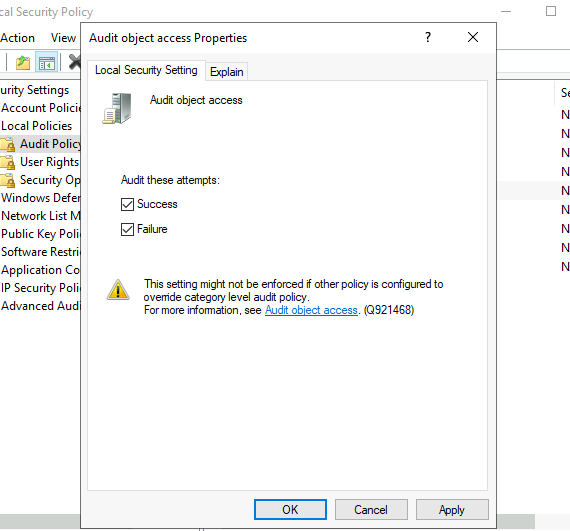 cal Security Policy
Action View
urity Settings
Account Polici
Local Policies
Audit Policy
User Rights
Security Op
Windows Defer
Network List M
Public Key Poli
Software Restri
Application Co
IP Security Polic
Advanced Audi
Audit object access Properties
?
Local Security Setting Explain
Audit object access
Audit these attempts:
Success
Failure
This setting might not be enforced if other policy is configured to
override category level audit policy.
For more information, see Audit object access. (Q921468)
OK Cancel Apply
Se
N
N
N
N
N
N
N
N
N